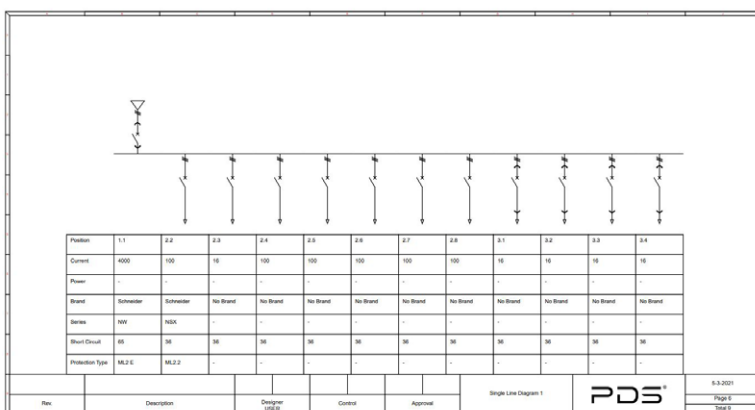 Position 1.1 2.2 2.3 2.4 2.5 2.6 2.7 2.8 3.1 3.2 3.3 3.4
Current 4000 100 16 100 100 100 100 100 16 16 16 16
Power - - - - - - - - - - - -
Brand Schneider Schneider No Brand No Brand No Brand No Brand No Brand No Brand No Brand No Brand No Brand No Brand
Series NW NSX - - - - - - - - - -
Short Circuit 65 36 36 36 36 36 36 36 36 36 36 36
Protection Type ML2 E ML2.2 - - - - - - - - - -
Rev. Description Designer Control Approval
USER
Single Line Diagram 1
PDS®
5-3-2021
Page 6
Total 9